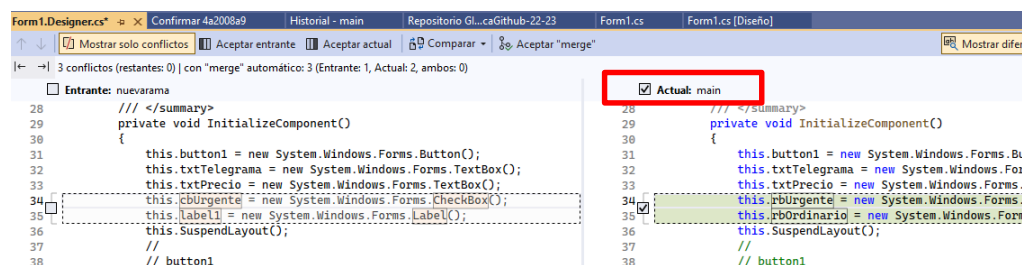 Form1.Designer.cs* Confirmar 4a2008a9 Historial - main Repositorio Gl...caGithub-22-23 Form1.cs Form1.cs [Diseño]
Mostrar solo conflictos Aceptar entrante Aceptar actual Comparar Aceptar "merge" Mostrar difer
3 conflictos (restantes: 0) | con "merge" automático: 3 (Entrante: 1, Actual: 2, ambos: 0)
Entrante: nuevarama
28 /// </summary>
29 private void InitializeComponent()
30 {
31 this.button1 = new System.Windows.Forms.Button();
32 this.txtTelegrama = new System.Windows.Forms.TextBox();
33 this.txtPrecio = new System.Windows.Forms.TextBox();
34 this.cbUrgente = new System.Windows.Forms.CheckBox();
35 this.label1 = new System.Windows.Forms.Label();
36 this.SuspendLayout();
37 //
38 // button1
Actual: main
28 /// </summary>
29 private void InitializeComponent()
30 {
31 this.button1 = new System.Windows.Forms.Bu
32 this.txtTelegrama = new System.Windows.For
33 this.txtPrecio = new System.Windows.Forms.
34 this.rbUrgente = new System.Windows.Forms.
35 this.rbOrdinario = new System.Windows.Form
36 this.SuspendLayout();
37 //
38 // button1